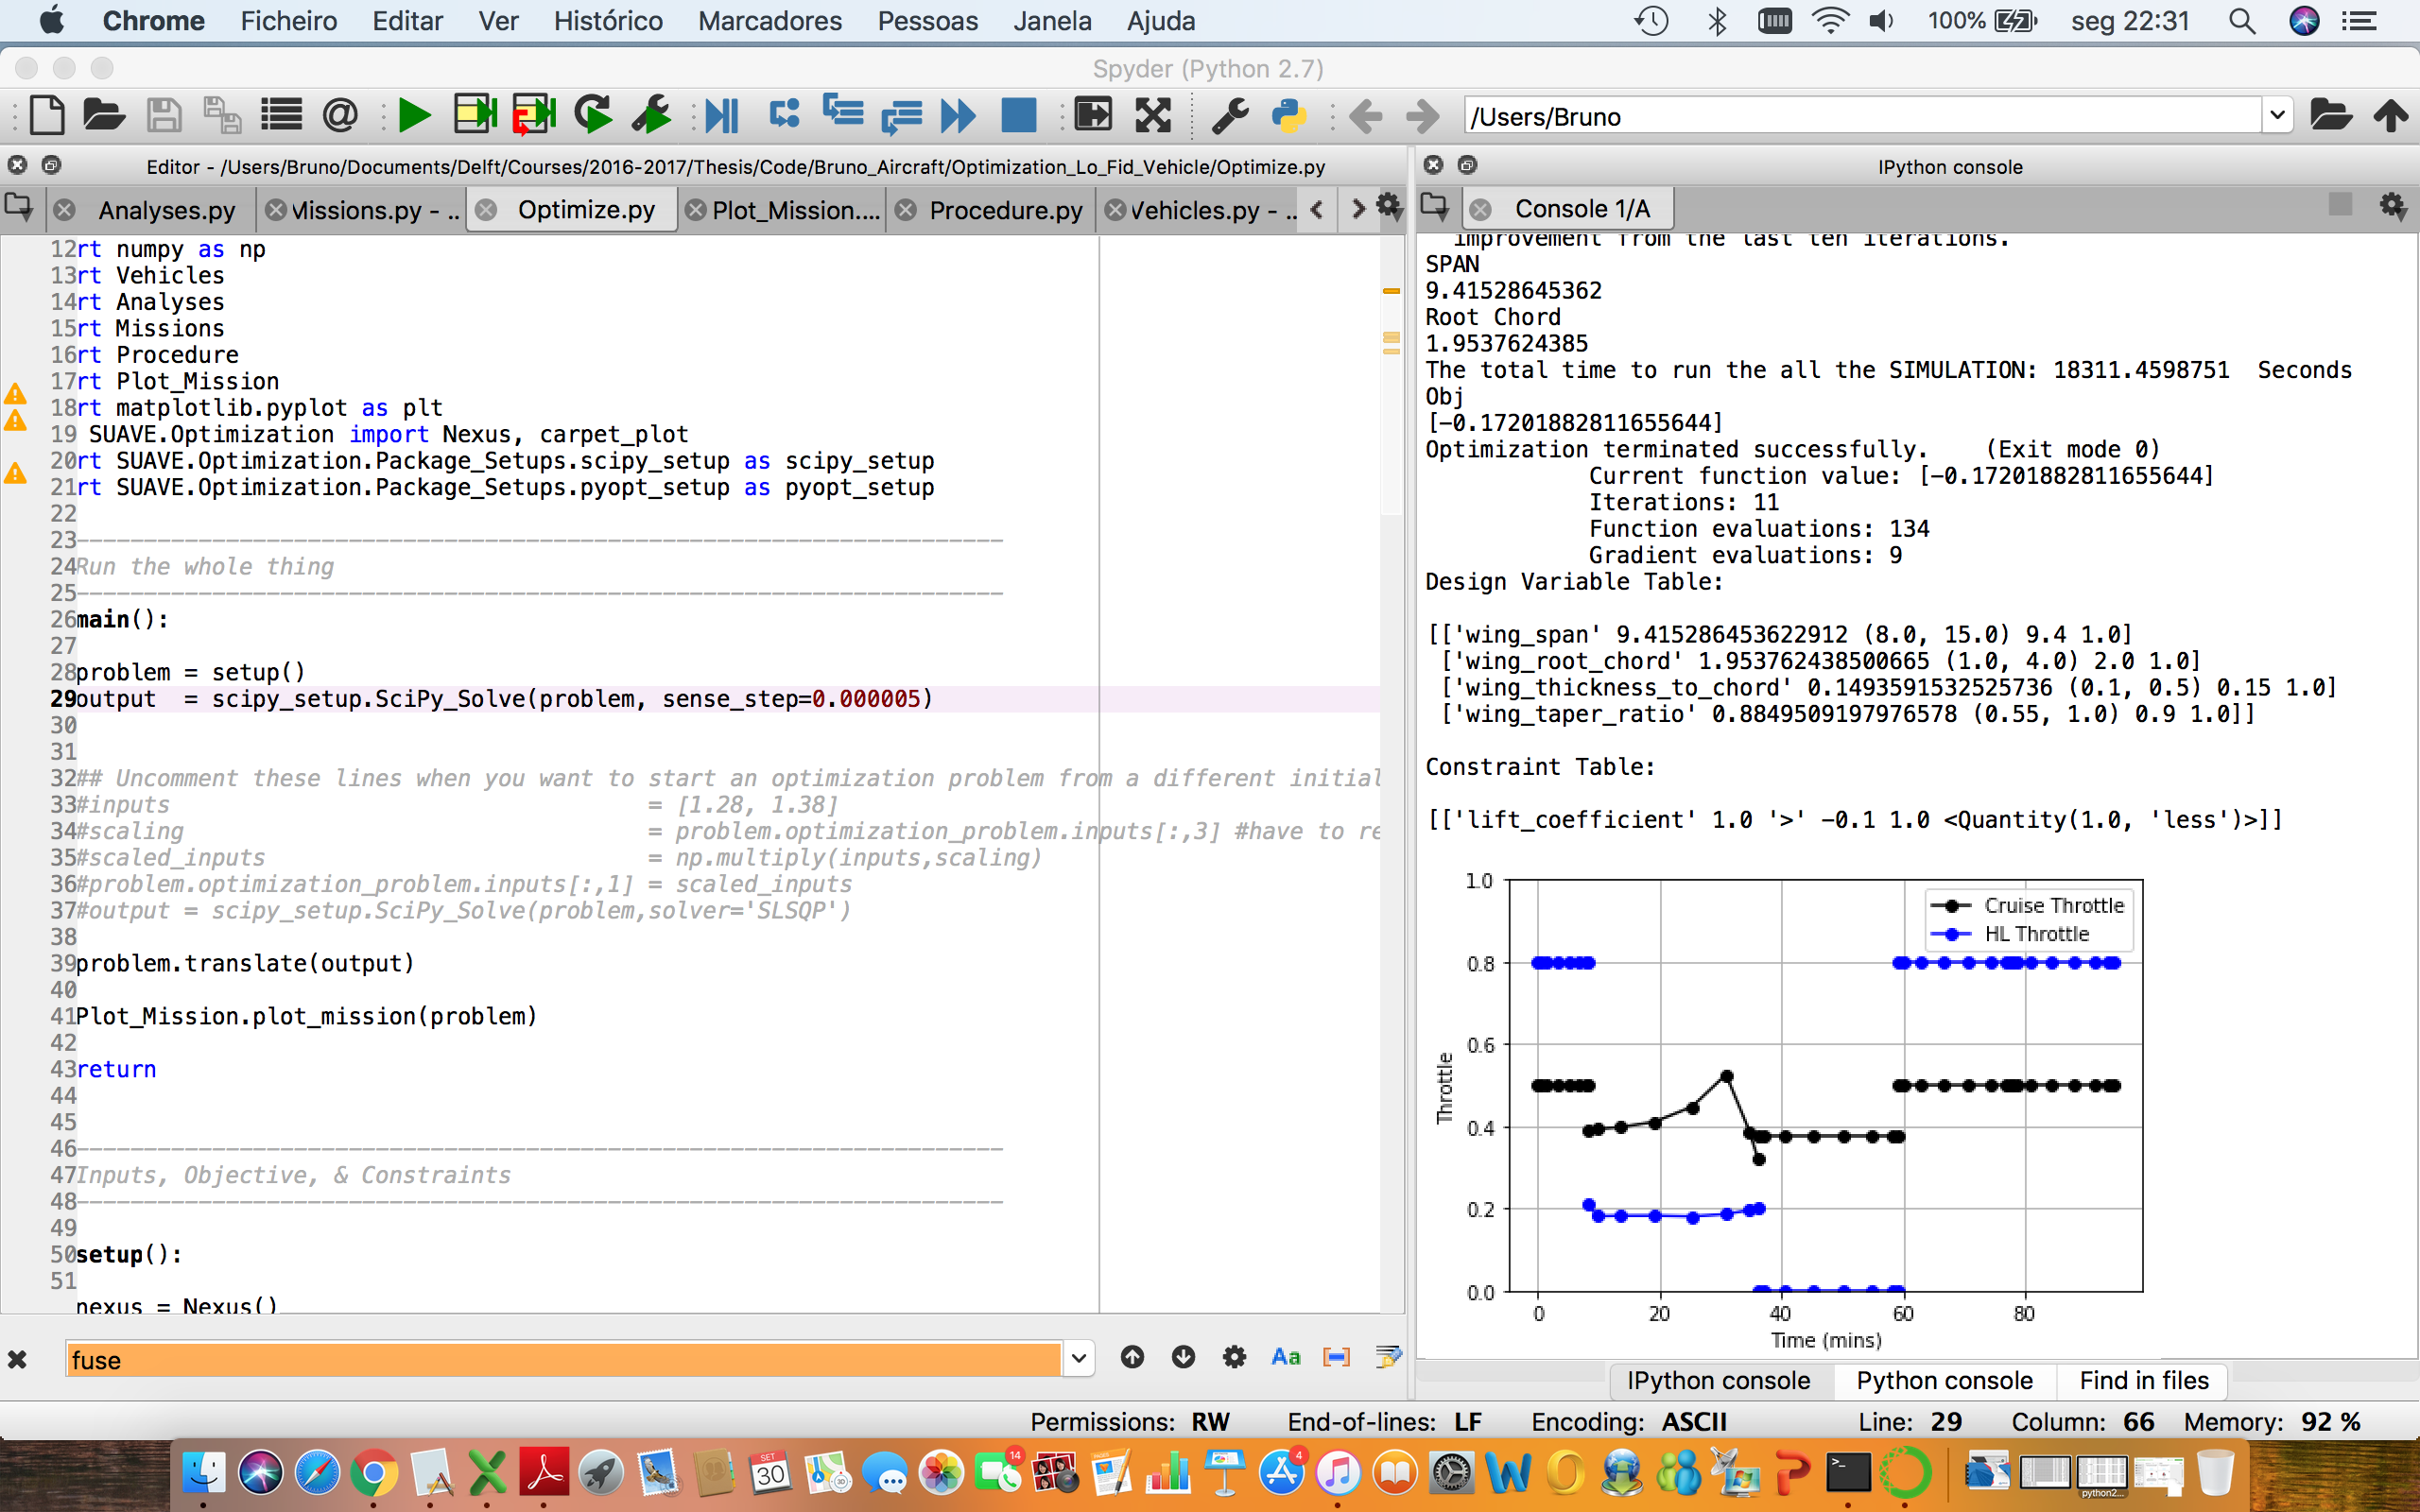 Chrome Ficheiro Editar Ver Histórico Marcadores Pessoas Janela Ajuda 100% seg 22:31
Spyder (Python 2.7)
/Users/Bruno
Editor - /Users/Bruno/Documents/Delft/Courses/2016-2017/Thesis/Code/Bruno_Aircraft/Optimization_Lo_Fid_Vehicle/Optimize.py
Analyses.py Missions.py - .. Optimize.py Plot_Mission.... Procedure.py Vehicles.py - ..
12rt numpy as np
13rt Vehicles
14rt Analyses
15rt Missions
16rt Procedure
17rt Plot_Mission
18rt matplotlib.pyplot as plt
19 SUAVE.Optimization import Nexus, carpet_plot
20rt SUAVE.Optimization.Package_Setups.scipy_setup as scipy_setup
21rt SUAVE.Optimization.Package_Setups.pyopt_setup as pyopt_setup
22
23--------------------------------------------------------------------
24Run the whole thing
25--------------------------------------------------------------------
26main():
27
28problem = setup()
29output  = scipy_setup.SciPy_Solve(problem, sense_step=0.000005)
30
31
32## Uncomment these lines when you want to start an optimization problem from a different initial
33#inputs = [1.28, 1.38]
34#scaling = problem.optimization_problem.inputs[:,3] #have to re
35#scaled_inputs = np.multiply(inputs,scaling)
36#problem.optimization_problem.inputs[:,1] = scaled_inputs
37#output = scipy_setup.SciPy_Solve(problem,solver='SLSQP')
38
39problem.translate(output)
40
41Plot_Mission.plot_mission(problem)
42
43return
44
45
46--------------------------------------------------------------------
47Inputs, Objective, & Constraints
48--------------------------------------------------------------------
49
50setup():
51
nexus = Nexus()
fuse
Aa
IPython console
Console 1/A
improvement from the last ten iterations.
SPAN
9.41528645362
Root Chord
1.9537624385
The total time to run the all the SIMULATION: 18311.4598751  Seconds
Obj
[-0.17201882811655644]
Optimization terminated successfully.    (Exit mode 0)
Current function value: [-0.17201882811655644]
Iterations: 11
Function evaluations: 134
Gradient evaluations: 9
Design Variable Table:
[['wing_span' 9.415286453622912 (8.0, 15.0) 9.4 1.0]
['wing_root_chord' 1.953762438500665 (1.0, 4.0) 2.0 1.0]
['wing_thickness_to_chord' 0.1493591532525736 (0.1, 0.5) 0.15 1.0]
['wing_taper_ratio' 0.8849509197976578 (0.55, 1.0) 0.9 1.0]]
Constraint Table:
[['lift_coefficient' 1.0 '>' -0.1 1.0 <Quantity(1.0, 'less')>]]
1.0
0.8
0.6
0.4
0.2
0.0
Throttle
Cruise Throttle
HL Throttle
0 20 40 60 80
Time (mins)
IPython console Python console Find in files
Permissions: RW End-of-lines: LF Encoding: ASCII Line: 29 Column: 66 Memory: 92 %
SET
30
14
4
python2...